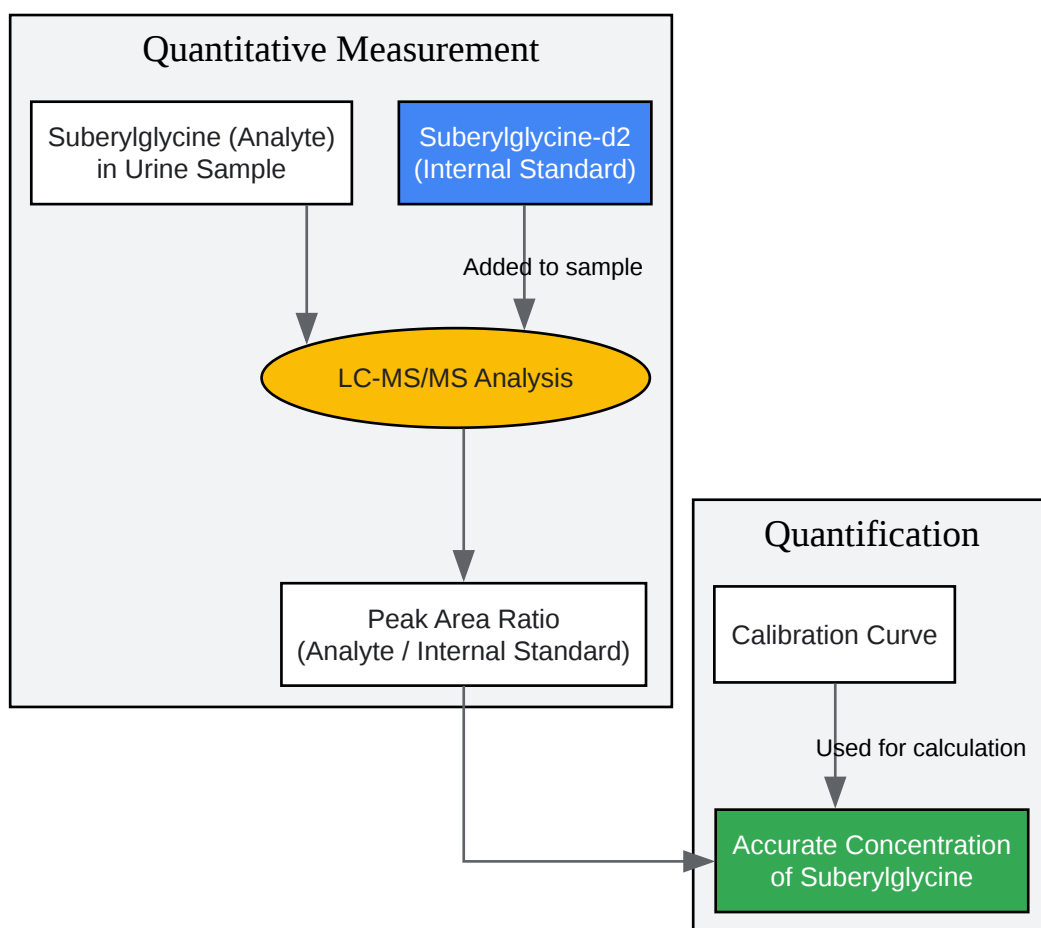 Quantitative Measurement
Suberylglycine (Analyte)
in Urine Sample
Suberylglycine-d2
(Internal Standard)
Added to sample
LC-MS/MS Analysis
Peak Area Ratio
(Analyte / Internal Standard)
Quantification
Calibration Curve
Used for calculation
Accurate Concentration
of Suberylglycine